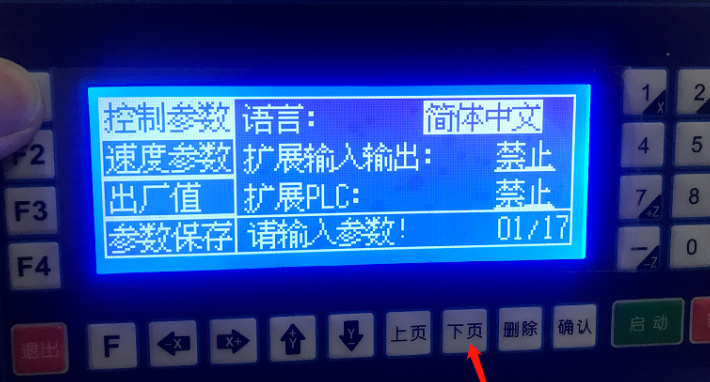 控制参数 语言： 简体中文
速度参数 扩展输入输出： 禁止
出厂值 扩展PLC： 禁止
参数保存 请输入参数! 01/17
F2
F3
F4
1 X 2
4 5
7 +Z 8
- -Z 0
退出 F -X X+ +Y Y- 上页 下页 删除 确认 启动